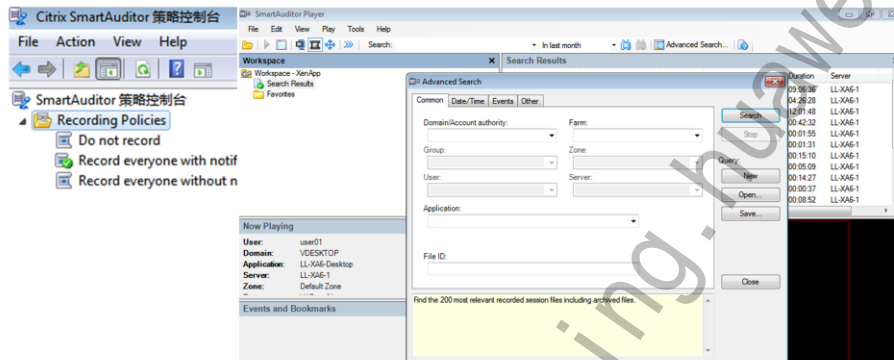 Citrix SmartAuditor 策略控制台
File Action View Help
SmartAuditor 策略控制台
Recording Policies
Do not record
Record everyone with notif
Record everyone without n
SmartAuditor Player
File Edit View Play Tools Help
Search: In last month Advanced Search...
Workspace
Workspace - XenApp
Search Results
Favorites
Search Results
Duration Server
09:06:36 LL-XA6-1
04:26:28 LL-XA6-1
12:01:48 LL-XA6-1
00:42:32 LL-XA6-1
00:01:55 LL-XA6-1
00:01:31 LL-XA6-1
00:15:10 LL-XA6-1
00:05:09 LL-XA6-1
00:14:27 LL-XA6-1
00:00:37 LL-XA6-1
00:08:52 LL-XA6-1
Advanced Search
Common Date/Time Events Other
Domain/Account authority: Farm:
Group: Zone:
User: Server:
Application:
File ID:
Search
Stop
Query:
New
Open...
Save...
Close
Find the 200 most relevant recorded session files including archived files.
Now Playing
User: user01
Domain: VDESKTOP
Application: LL-XA6-Desktop
Server: LL-XA6-1
Zone: Default Zone
Events and Bookmarks
ing.huawe